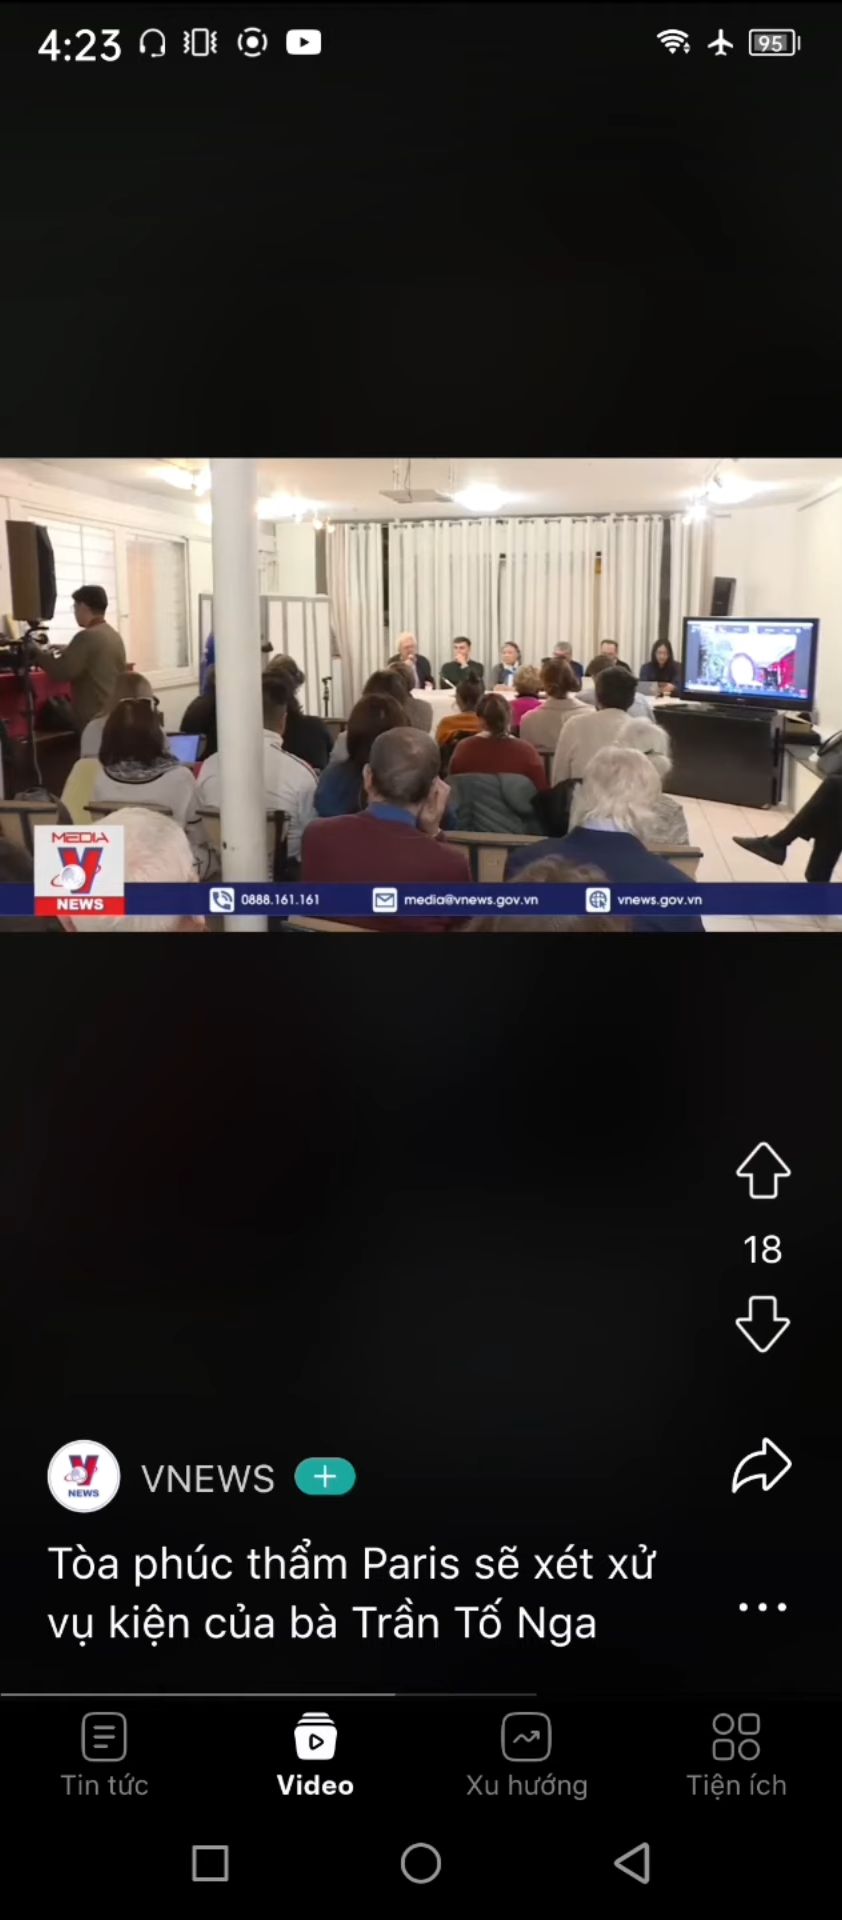 4:23
95
MEDIA
NEWS
0888.161.161
media@vnews.gov.vn
vnews.gov.vn
18
NEWS
VNEWS
Tòa phúc thẩm Paris sẽ xét xử
vụ kiện của bà Trần Tố Nga
Tin tức
Video
Xu hướng
Tiện ích